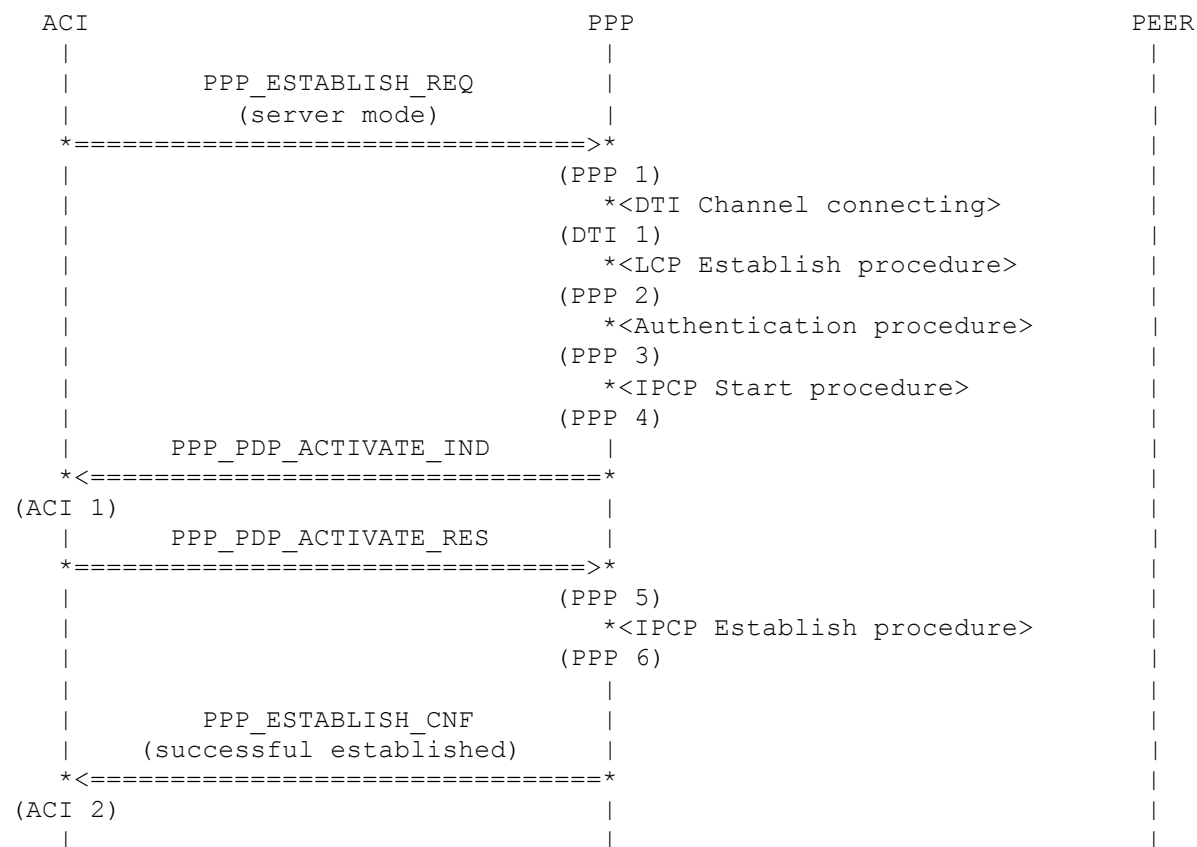 ACI PPP PEER
| | |
| PPP_ESTABLISH_REQ | |
| (server mode) | |
*================================>* |
| (PPP 1) |
| *<DTI Channel connecting> |
| (DTI 1) |
| *<LCP Establish procedure> |
| (PPP 2) |
| *<Authentication procedure> |
| (PPP 3) |
| *<IPCP Start procedure> |
| (PPP 4) |
| PPP_PDP_ACTIVATE_IND | |
*<================================* |
(ACI 1) | |
| PPP_PDP_ACTIVATE_RES | |
*================================>* |
| (PPP 5) |
| *<IPCP Establish procedure> |
| (PPP 6) |
| | |
| PPP_ESTABLISH_CNF | |
| (successful established) | |
*<================================* |
(ACI 2) | |
| | |